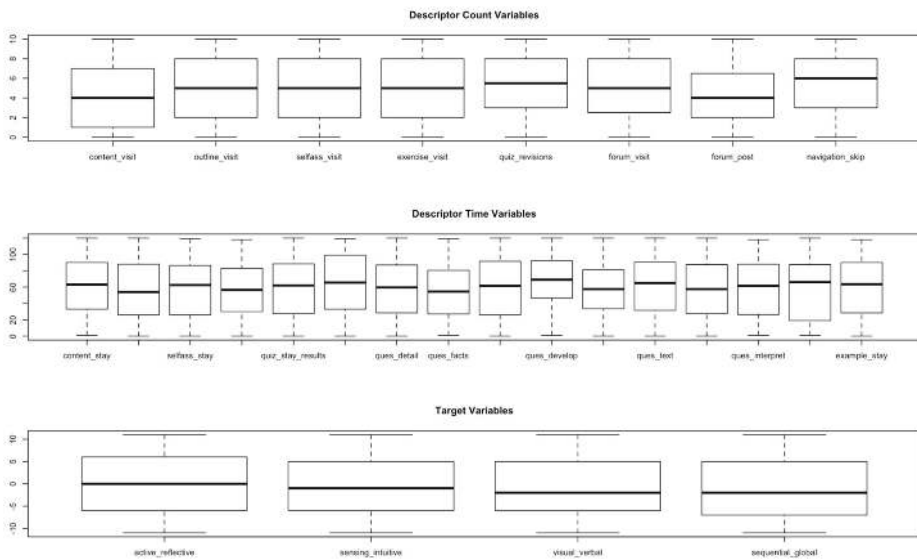 Descriptor Count Variables
10
8
6
4
2
0
content_visit outline_visit selfass_visit exercise_visit quiz_revisions forum_visit forum_post navigation_skip
Descriptor Time Variables
100
60
20
0
content_stay selfass_stay quiz_stay_results ques_detail ques_facts ques_develop ques_text ques_interpret example_stay
Target Variables
10
5
0
-5
-10
active_reflective sensing_intuitive visual_verbal sequential_global